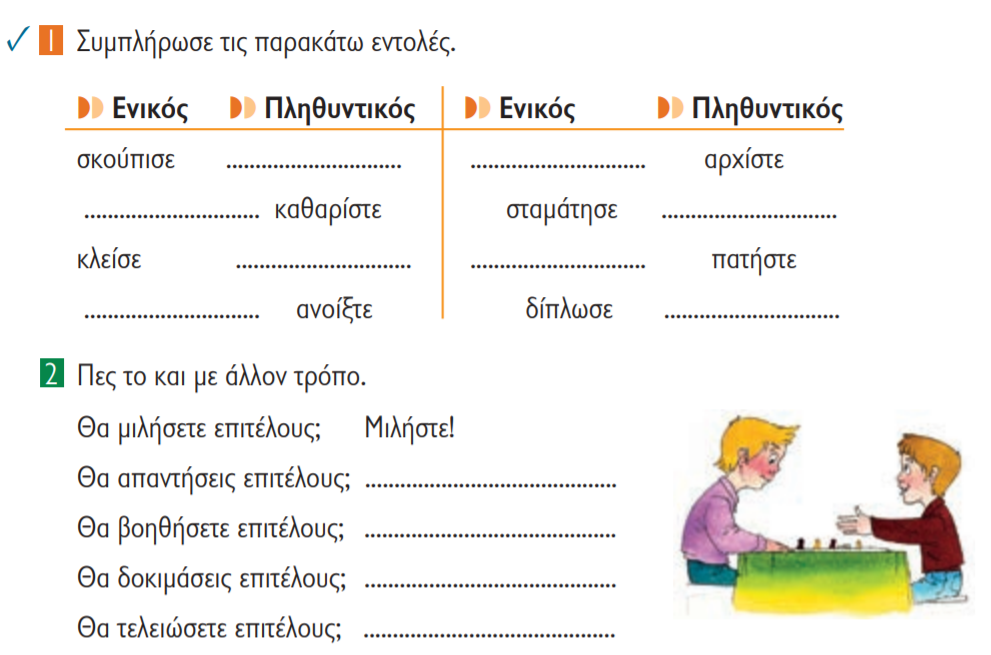 ✓ 1 Συμπλήρωσε τις παρακάτω εντολές.
Ενικός Πληθυντικός Ενικός Πληθυντικός
σκούπισε .............................. .............................. αρχίστε
.............................. καθαρίστε σταμάτησε ..............................
κλείσε .............................. .............................. πατήστε
.............................. ανοίξτε δίπλωσε ..............................
2 Πες το και με άλλον τρόπο.
Θα μιλήσετε επιτέλους; Μιλήστε!
Θα απαντήσεις επιτέλους; ...........................................
Θα βοηθήσετε επιτέλους; ...........................................
Θα δοκιμάσεις επιτέλους; ...........................................
Θα τελειώσετε επιτέλους; ...........................................